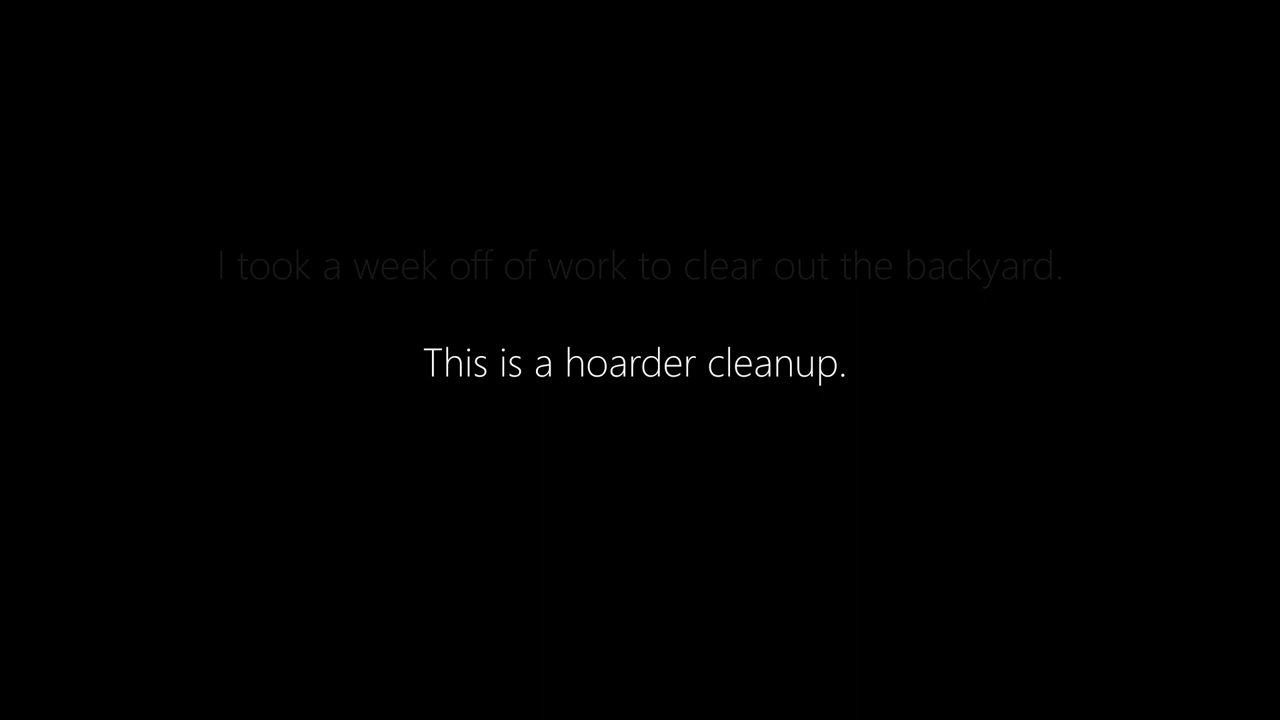 I took a week off of work to clear out the backyard.
This is a hoarder cleanup.